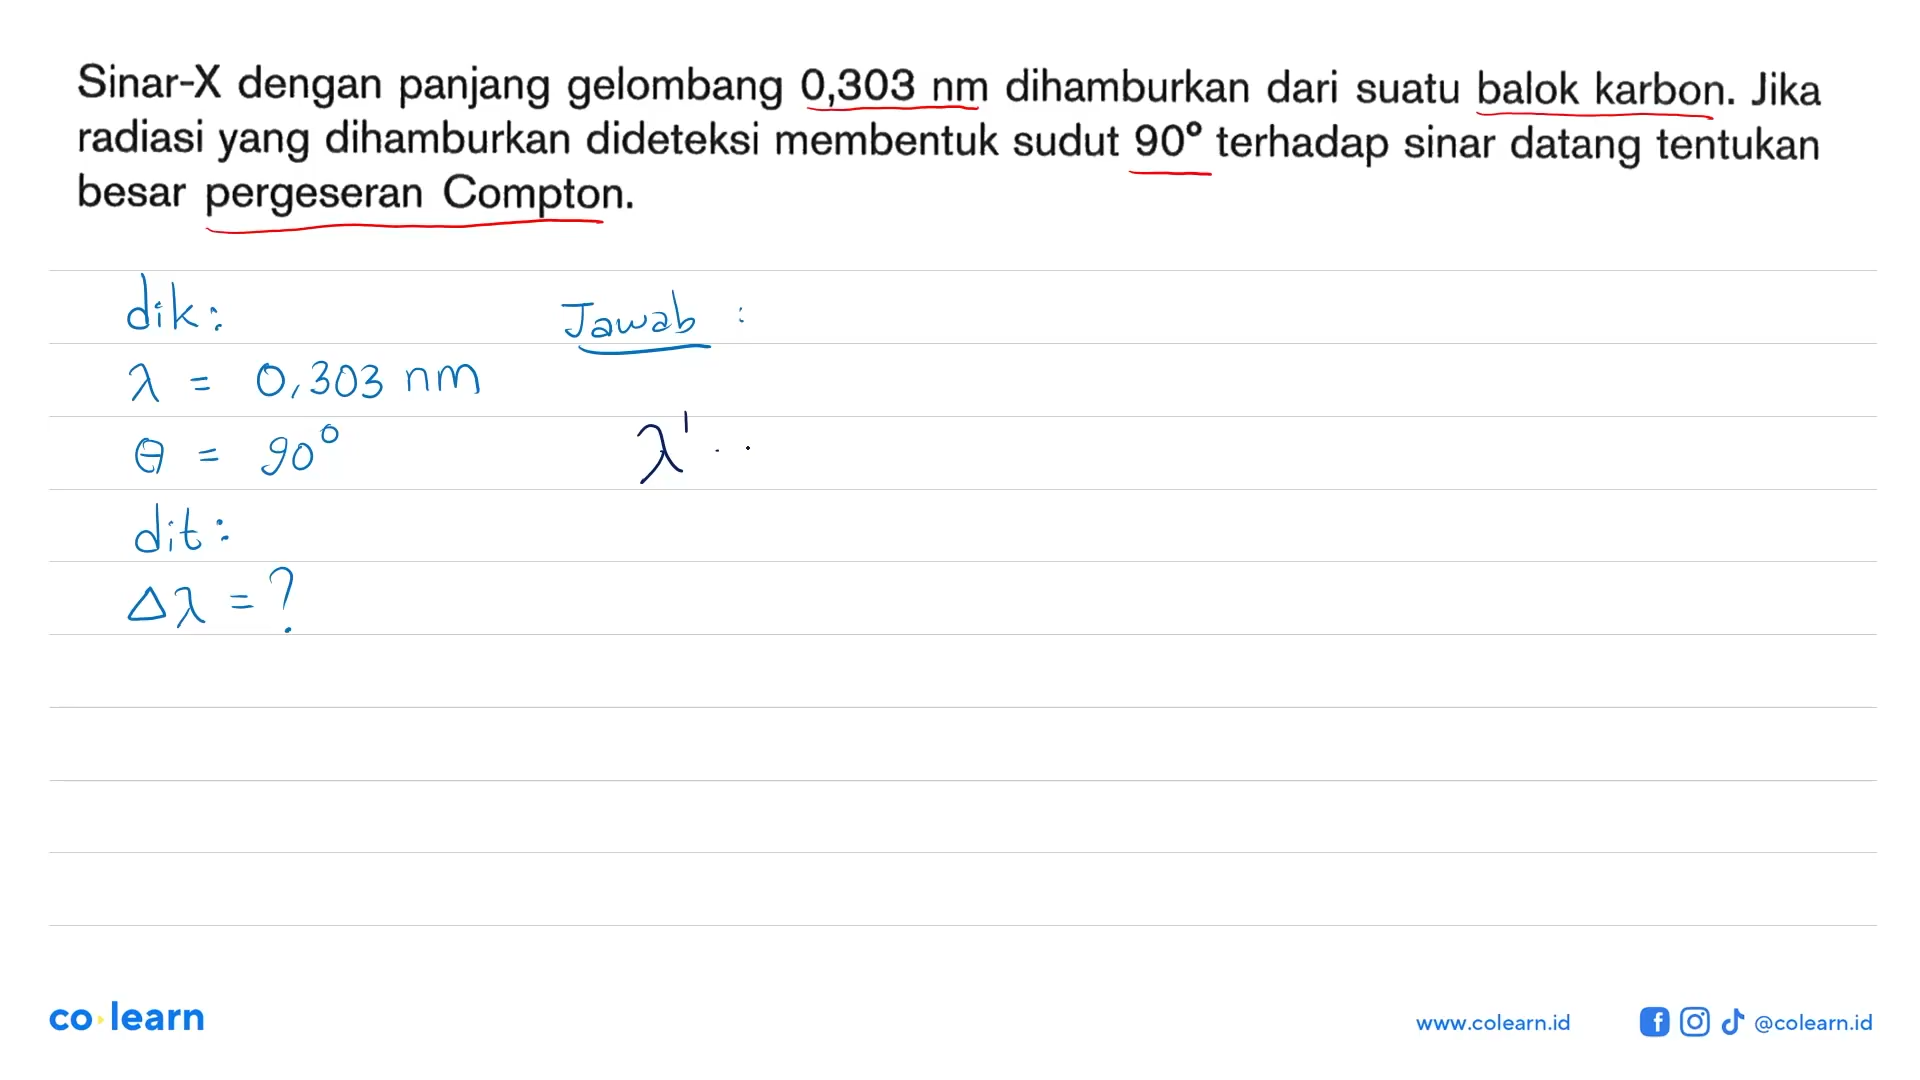 Sinar-X dengan panjang gelombang 0,303 nm dihamburkan dari suatu balok karbon. Jika
radiasi yang dihamburkan dideteksi membentuk sudut 90° terhadap sinar datang tentukan
besar pergeseran Compton.
dik:
λ = 0,303 nm
θ = 90°
dit:
Δλ = ?
Jawab :
λ' . .
co learn
www.colearn.id
@colearn.id